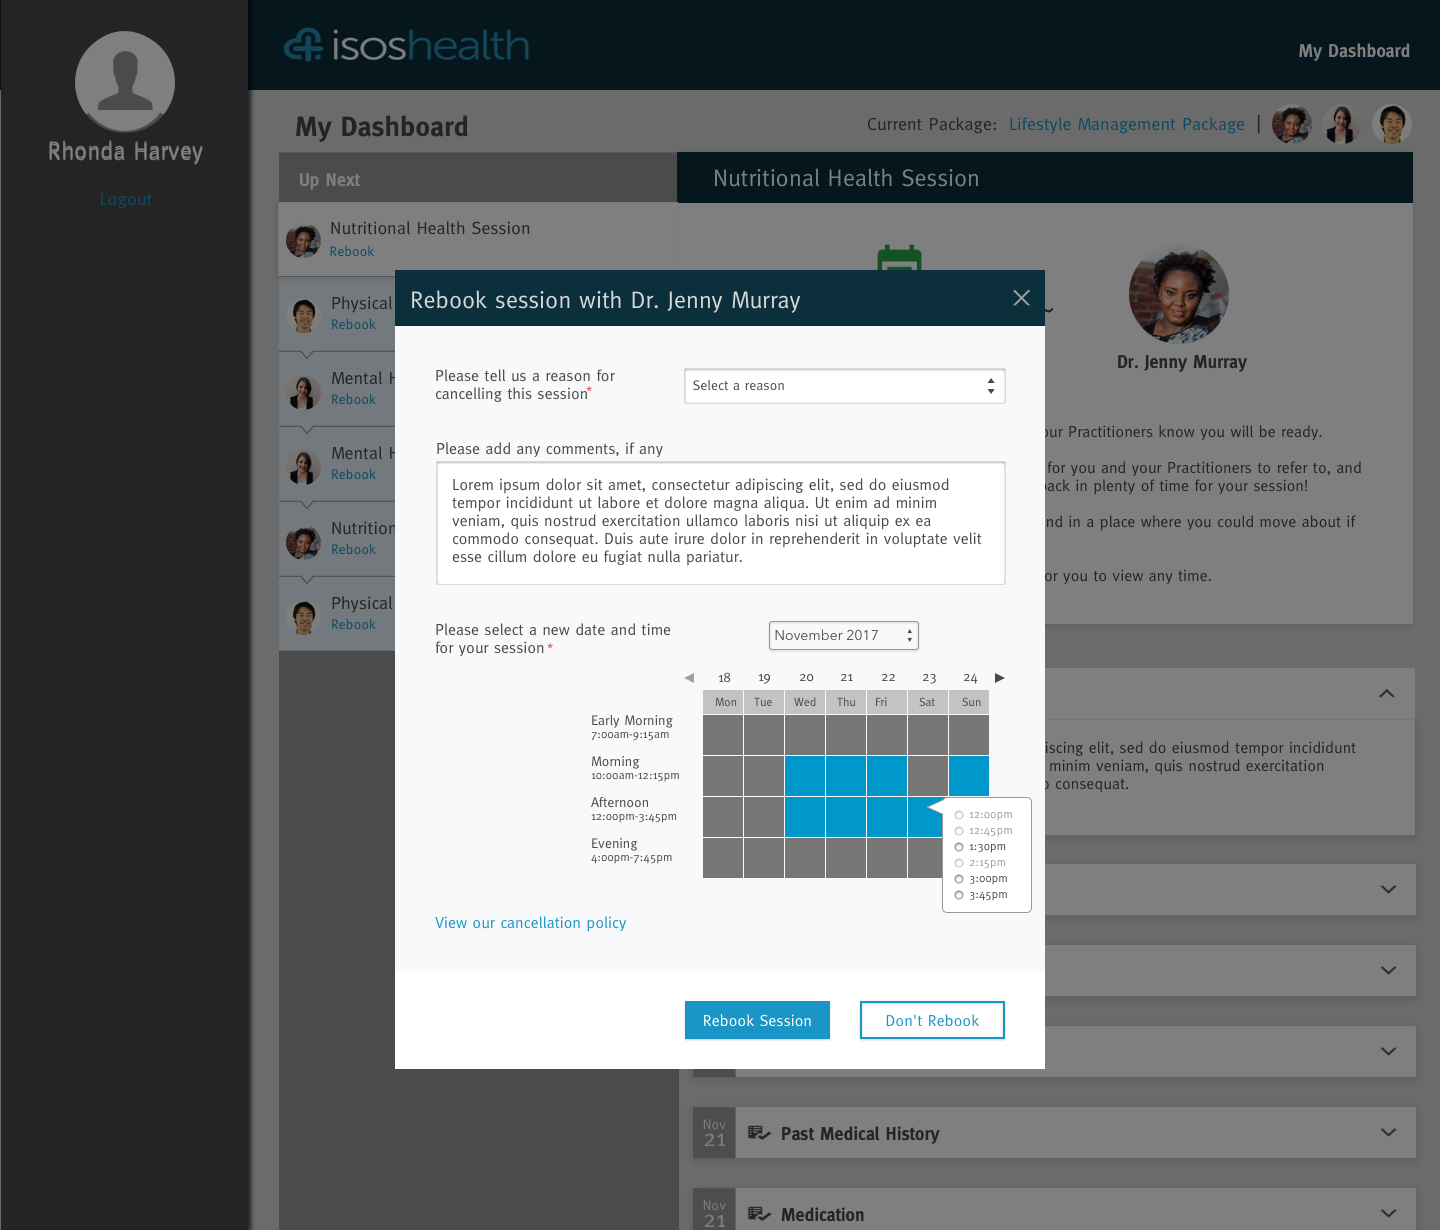 isoshealth
My Dashboard
Rhonda Harvey
Logout
My Dashboard
Current Package: Lifestyle Management Package |
Up Next
Nutritional Health Session
Rebook
Physical
Rebook
Mental H
Rebook
Mental H
Rebook
Nutrition
Rebook
Physical
Rebook
Nutritional Health Session
Dr. Jenny Murray
our Practitioners know you will be ready.
for you and your Practitioners to refer to, and
back in plenty of time for your session!
nd in a place where you could move about if
or you to view any time.
Rebook session with Dr. Jenny Murray
Please tell us a reason for
cancelling this session*
Select a reason
Please add any comments, if any
Lorem ipsum dolor sit amet, consectetur adipiscing elit, sed do eiusmod
tempor incididunt ut labore et dolore magna aliqua. Ut enim ad minim
veniam, quis nostrud exercitation ullamco laboris nisi ut aliquip ex ea
commodo consequat. Duis aute irure dolor in reprehenderit in voluptate velit
esse cillum dolore eu fugiat nulla pariatur.
Please select a new date and time
for your session*
November 2017
18 19 20 21 22 23 24
Mon Tue Wed Thu Fri Sat Sun
Early Morning
7:00am-9:15am
Morning
10:00am-12:15pm
Afternoon
12:00pm-3:45pm
Evening
4:00pm-7:45pm
12:00pm
12:45pm
1:30pm
2:15pm
3:00pm
3:45pm
View our cancellation policy
Rebook Session
Don't Rebook
iscing elit, sed do eiusmod tempor incididunt
minim veniam, quis nostrud exercitation
consequat.
Nov
21
Past Medical History
Nov
21
Medication